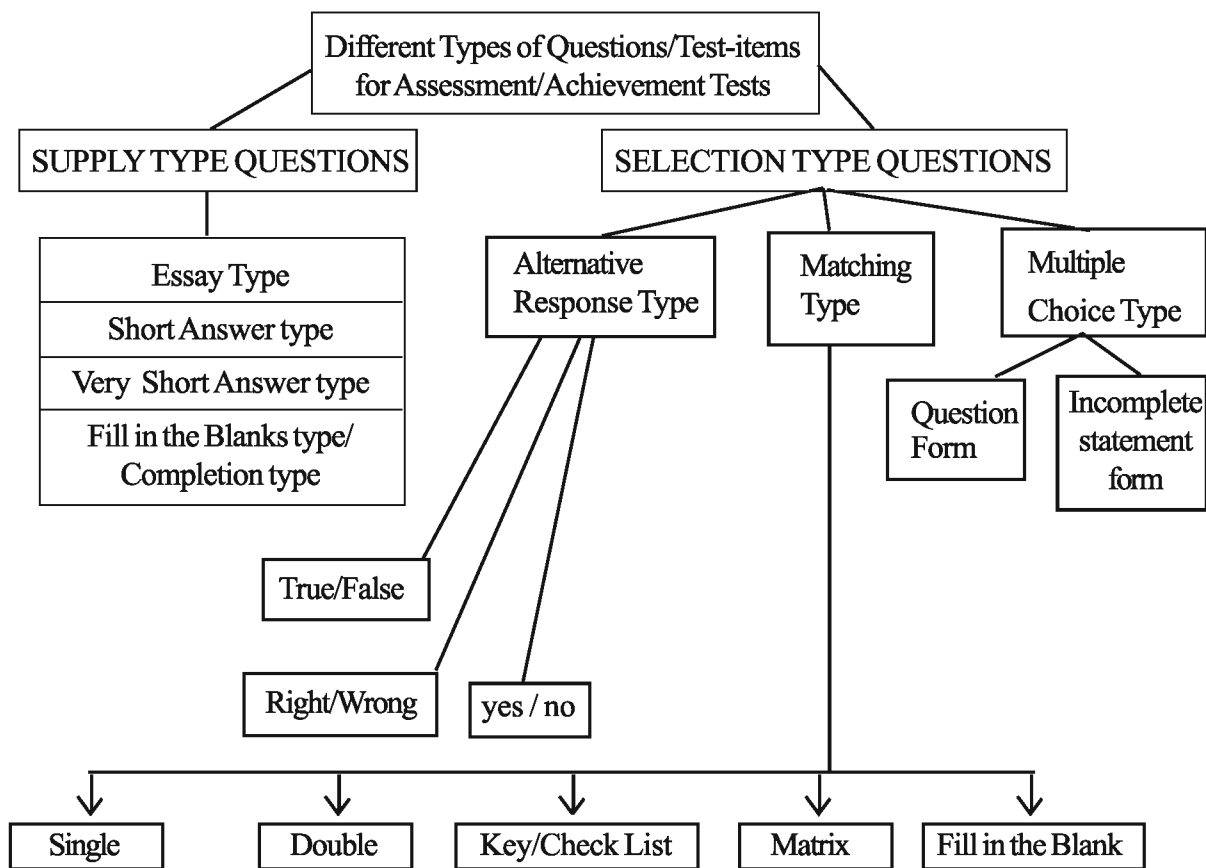 Different Types of Questions/Test-items
for Assessment/Achievement Tests
SUPPLY TYPE QUESTIONS
SELECTION TYPE QUESTIONS
Essay Type
Short Answer type
Very Short Answer type
Fill in the Blanks type/
Completion type
Alternative
Response Type
Matching
Type
Multiple
Choice Type
Question
Form
Incomplete
statement
form
True/False
Right/Wrong
yes / no
Single
Double
Key/Check List
Matrix
Fill in the Blank